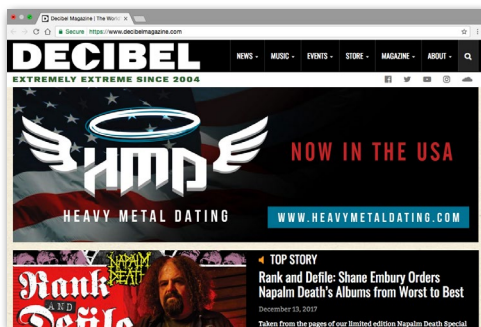 Decibel Magazine | The World
Secure https://www.decibelmagazine.com
DECIBEL
NEWS MUSIC EVENTS STORE MAGAZINE ABOUT
EXTREMELY EXTREME SINCE 2004
HMD
NOW IN THE USA
HEAVY METAL DATING
WWW.HEAVYMETALDATING.COM
NAPALM DEATH
Rank
AND
Defile
TOP STORY
Rank and Defile: Shane Embury Orders
Napalm Death's Albums from Worst to Best
December 13, 2017
Taken from the pages of our limited edition Napalm Death Special